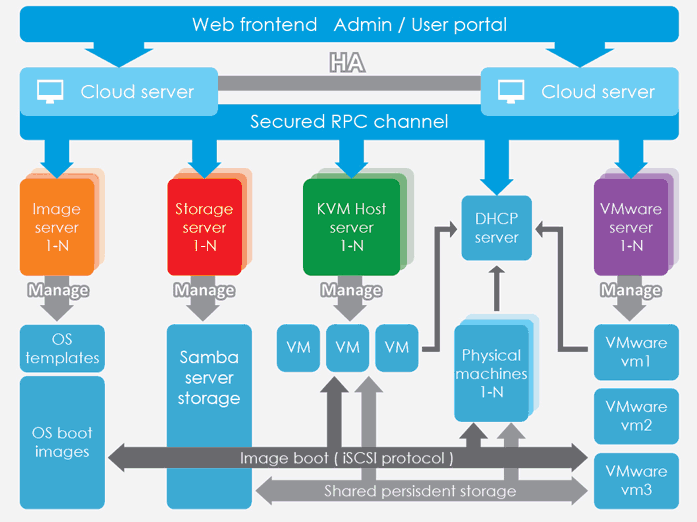 Web frontend Admin / User portal
HA
Cloud server
Cloud server
Secured RPC channel
Image
server
1-N
Storage
server
1-N
KVM Host
server
1-N
DHCP
server
VMware
server
1-N
Manage
Manage
Manage
Manage
OS
templates
Samba
server
storage
VM
VM
VM
Physical
machines
1-N
VMware
vm1
OS boot
images
VMware
vm2
Image boot ( iSCSI protocol )
VMware
vm3
Shared persisdent storage